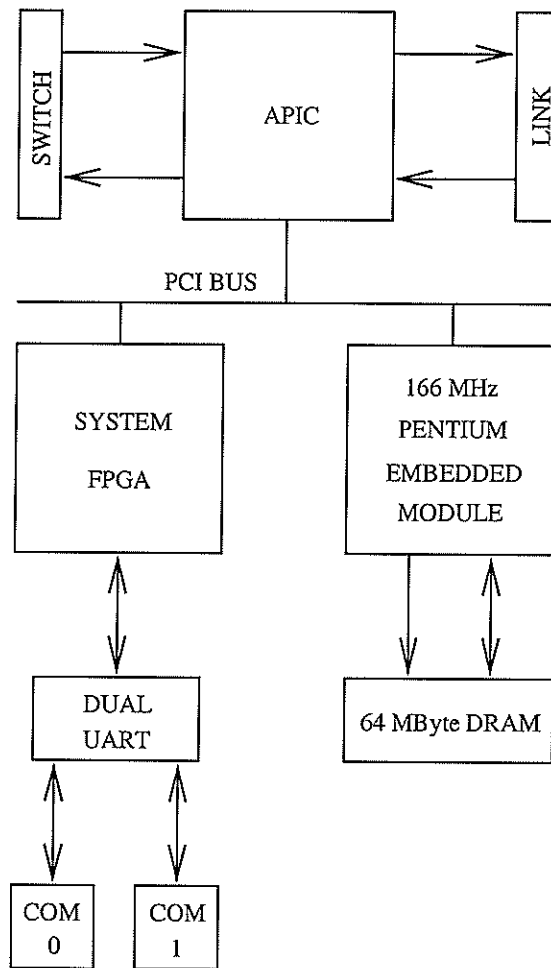 SWITCH
APIC
LINK
PCI BUS
SYSTEM
FPGA
166 MHz
PENTIUM
EMBEDDED
MODULE
DUAL
UART
64 MByte DRAM
COM
0
COM
1